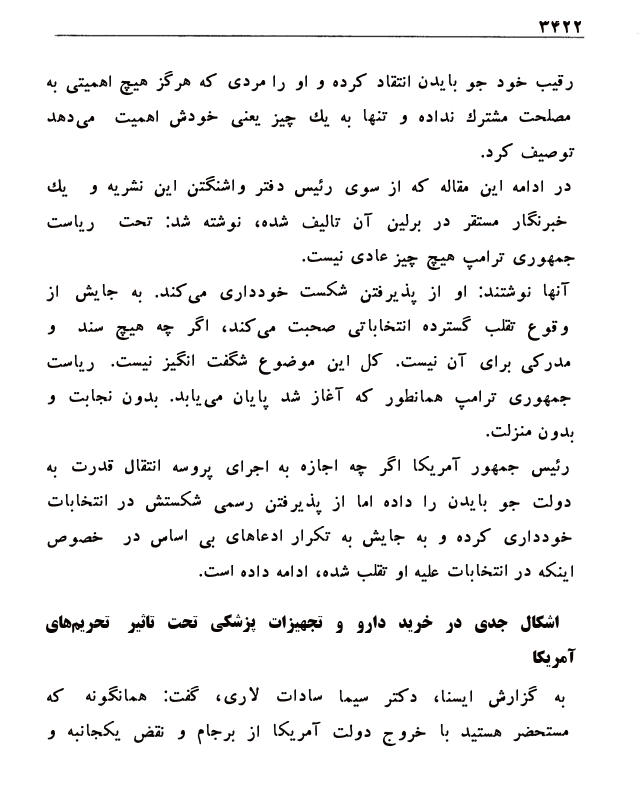 ۳۴۲۲
رقیب خود جو بایدن انتقاد کرده و او را مردی که هرگز هیچ اهمیتی به
مصلحت مشترك نداده و تنها به یك چیز یعنی خودش اهمیت می‌دهد
توصیف کرد.
در ادامه این مقاله که از سوی رئیس دفتر واشنگتن این نشریه و یك
خبرنگار مستقر در برلین آن تالیف شده، نوشته شد: تحت ریاست
جمهوری ترامپ هیچ چیز عادی نیست.
آنها نوشتند: او از پذیرفتن شکست خودداری می‌کند. به جایش از
وقوع تقلب گسترده انتخاباتی صحبت می‌کند، اگر چه هیچ سند و
مدرکی برای آن نیست. کل این موضوع شگفت انگیز نیست. ریاست
جمهوری ترامپ همانطور که آغاز شد پایان می‌یابد. بدون نجابت و
بدون منزلت.
رئیس جمهور آمریکا اگر چه اجازه به اجرای پروسه انتقال قدرت به
دولت جو بایدن را داده اما از پذیرفتن رسمی شکستش در انتخابات
خودداری کرده و به جایش به تکرار ادعاهای بی اساس در خصوص
اینکه در انتخابات علیه او تقلب شده، ادامه داده است.
اشکال جدی در خرید دارو و تجهیزات پزشکی تحت تاثیر تحریم‌های
آمریکا
به گزارش ایسنا، دکتر سیما سادات لاری، گفت: همانگونه که
مستحضر هستید با خروج دولت آمریکا از برجام و نقض یکجانبه و